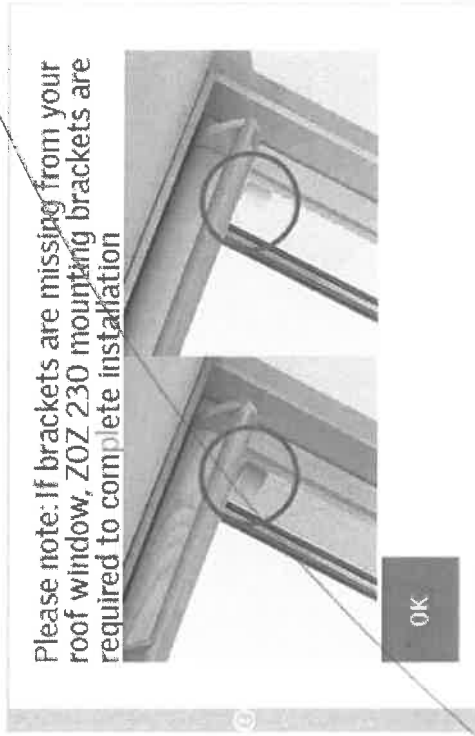 Please note: If brackets are missing from your
roof window, ZOZ 230 mounting brackets are
required to complete installation
OK